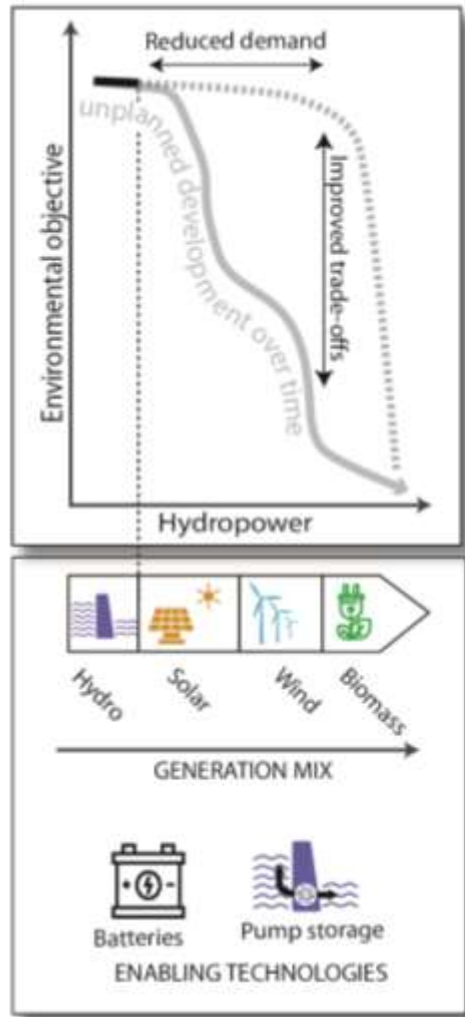 Reduced demand
Environmental objective
unplanned development over time
Improved trade-offs
Hydropower
Hydro
Solar
Wind
Biomass
GENERATION MIX
Batteries
Pump storage
ENABLING TECHNOLOGIES